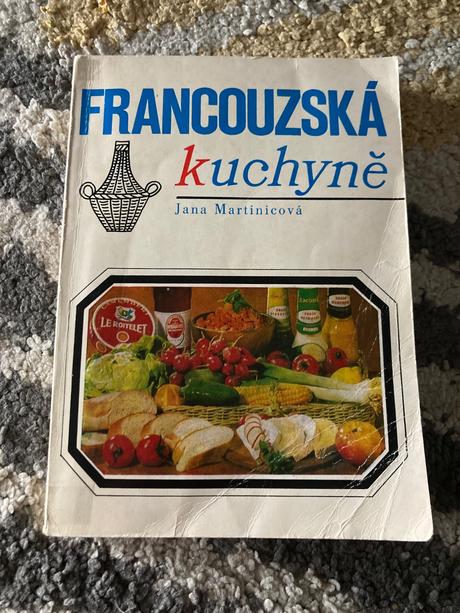 FRANCOUZSKÁ
kuchyně
Jana Martinicová
LE ROITELET